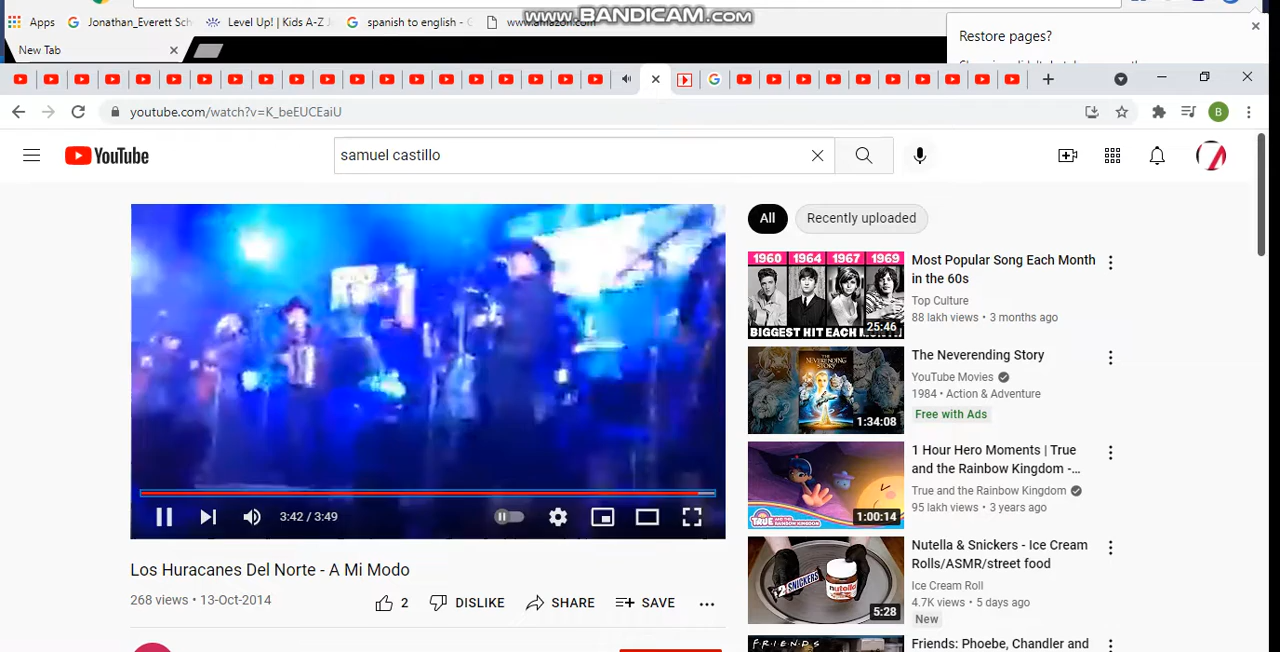 www.BANDICAM.com
Apps
Jonathan_Everett Sch
Level Up! | Kids A-Z
spanish to english -
www.amazon.com
Restore pages?
New Tab
youtube.com/watch?v=K_beEUCEaiU
B
YouTube
samuel castillo
All
Recently uploaded
1960 1964 1967 1969
BIGGEST HIT EACH
25:46
Most Popular Song Each Month
in the 60s
Top Culture
88 lakh views • 3 months ago
THE NEVERENDING STORY
1:34:08
The Neverending Story
YouTube Movies
1984 • Action & Adventure
Free with Ads
TRUE
1:00:14
1 Hour Hero Moments | True
and the Rainbow Kingdom -...
True and the Rainbow Kingdom
95 lakh views • 3 years ago
3:42 / 3:49
SNICKERS
nutella
5:28
Nutella & Snickers - Ice Cream
Rolls/ASMR/street food
Ice Cream Roll
4.7K views • 5 days ago
New
Los Huracanes Del Norte - A Mi Modo
268 views • 13-Oct-2014
2
DISLIKE
SHARE
SAVE
FRIENDS
Friends: Phoebe, Chandler and